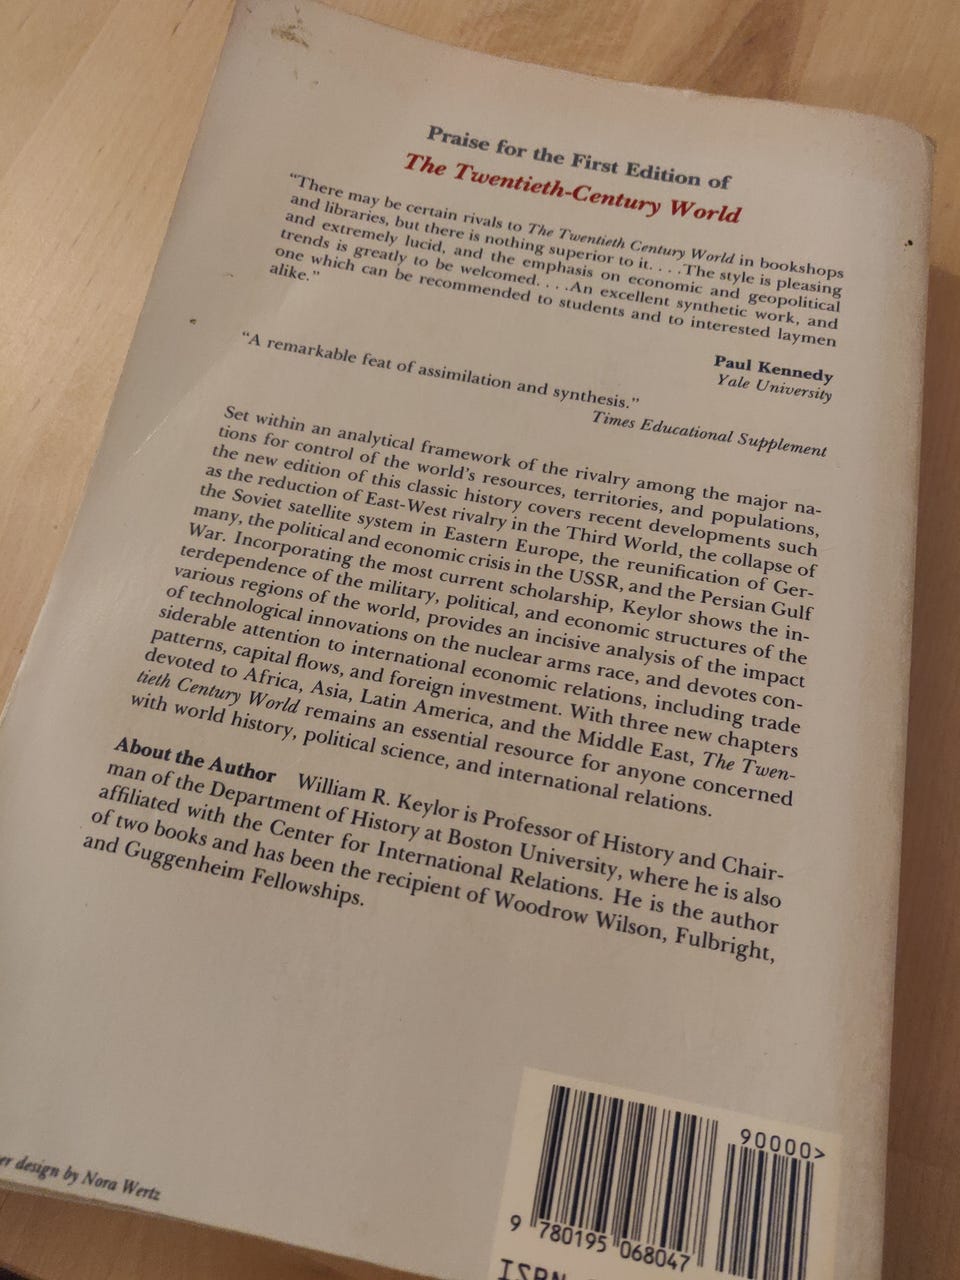 Praise for the First Edition of
The Twentieth-Century World
“There may be certain rivals to The Twentieth Century World in bookshops
and libraries, but there is nothing superior to it. . . .The style is pleasing
and extremely lucid, and the emphasis on economic and geopolitical
trends is greatly to be welcomed. . . .An excellent synthetic work, and
one which can be recommended to students and to interested laymen
alike.”
Paul Kennedy
Yale University
“A remarkable feat of assimilation and synthesis.”
Times Educational Supplement
Set within an analytical framework of the rivalry among the major na-
tions for control of the world’s resources, territories, and populations,
the new edition of this classic history covers recent developments such
as the reduction of East-West rivalry in the Third World, the collapse of
the Soviet satellite system in Eastern Europe, the reunification of Ger-
many, the political and economic crisis in the USSR, and the Persian Gulf
War. Incorporating the most current scholarship, Keylor shows the in-
terdependence of the military, political, and economic structures of the
various regions of the world, provides an incisive analysis of the impact
of technological innovations on the nuclear arms race, and devotes con-
siderable attention to international economic relations, including trade
patterns, capital flows, and foreign investment. With three new chapters
devoted to Africa, Asia, Latin America, and the Middle East, The Twen-
tieth Century World remains an essential resource for anyone concerned
with world history, political science, and international relations.
About the Author William R. Keylor is Professor of History and Chair-
man of the Department of History at Boston University, where he is also
affiliated with the Center for International Relations. He is the author
of two books and has been the recipient of Woodrow Wilson, Fulbright,
and Guggenheim Fellowships.
design by Nora Wertz
90000>
9 780195 068047
ISBN